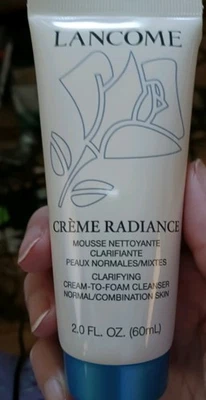 LANCOME
CRÈME RADIANCE
MOUSSE NETTOYANTE
CLARIFIANTE
PEAUX NORMALES/MIXTES
CLARIFYING
CREAM-TO-FOAM CLEANSER
NORMAL/COMBINATION SKIN
2.0 FL. OZ. (60mL)